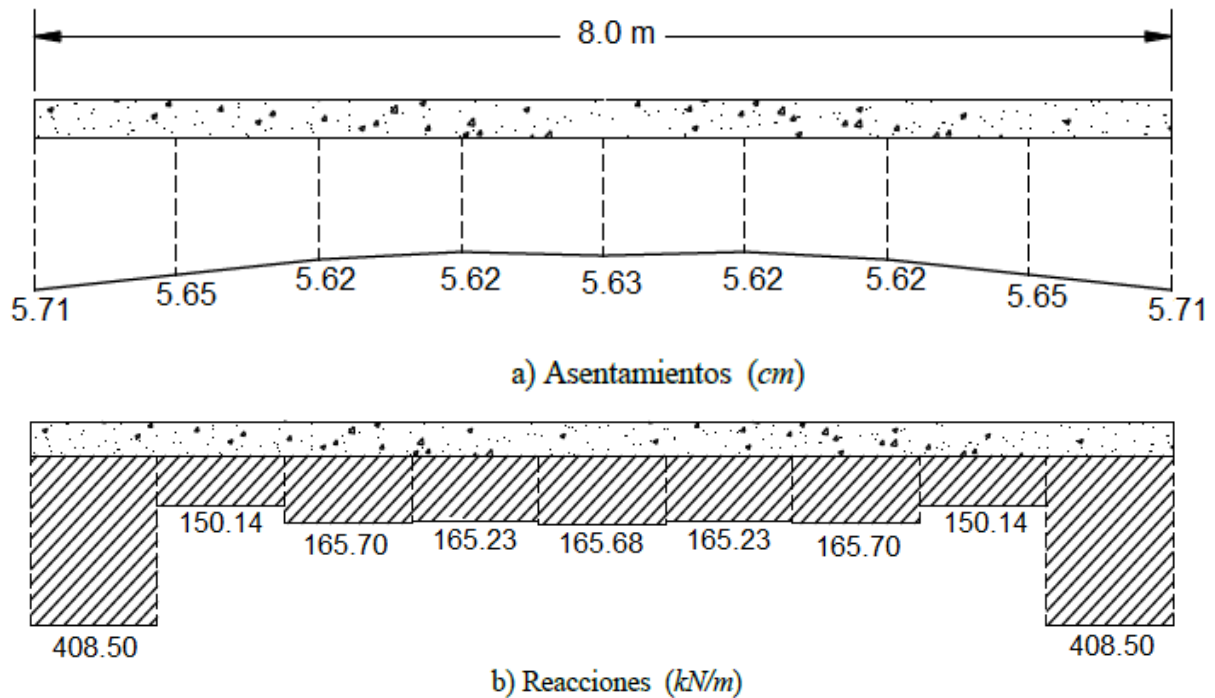 8.0 m
5.71 5.65 5.62 5.62 5.63 5.62 5.62 5.65 5.71
a) Asentamientos (cm)
408.50 150.14 165.70 165.23 165.68 165.23 165.70 150.14 408.50
b) Reacciones (kN/m)